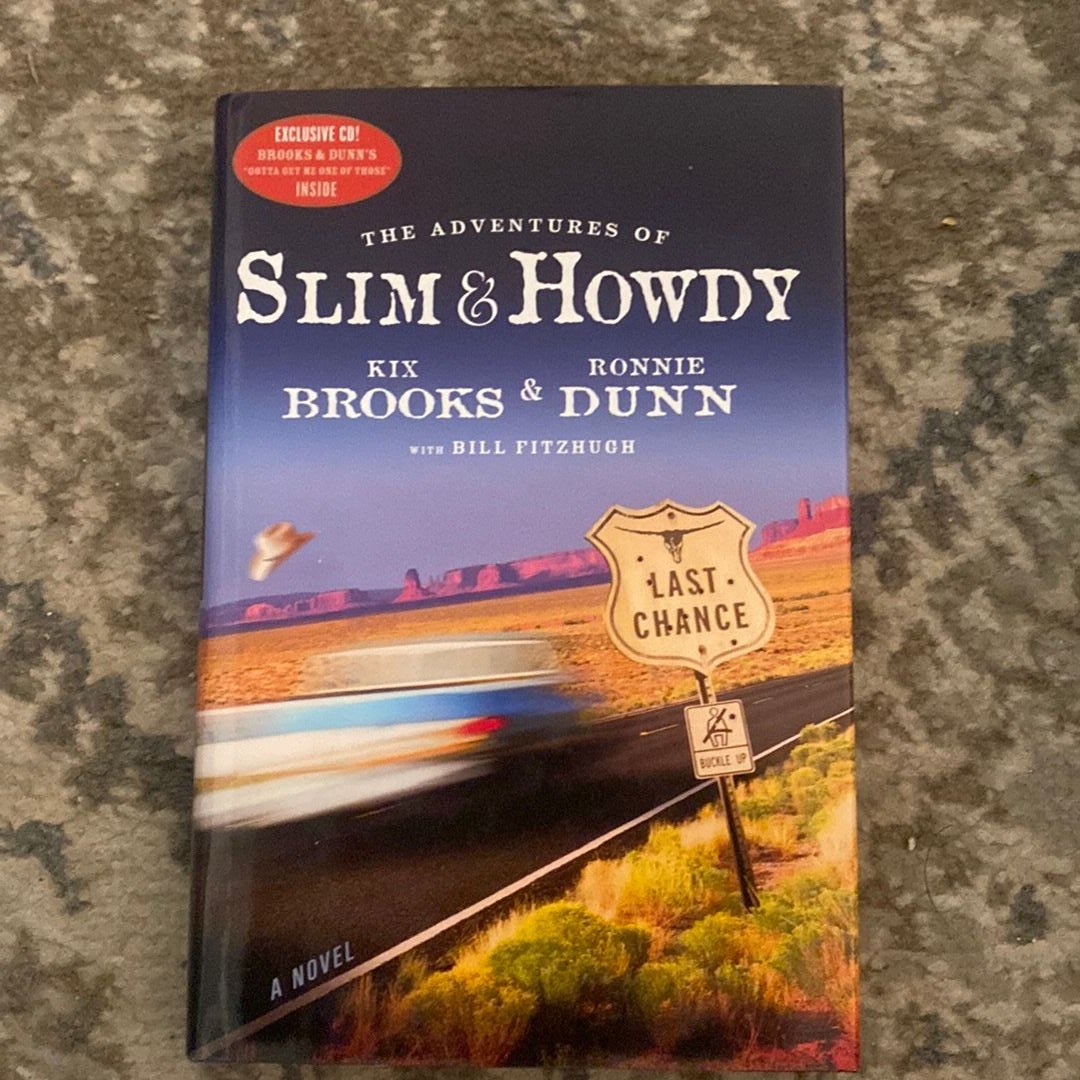 EXCLUSIVE CD!
BROOKS & DUNN'S
"GOTTA GET ME ONE OF THOSE"
INSIDE
THE ADVENTURES OF
SLIM & HOWDY
KIX
BROOKS
&
RONNIE
DUNN
WITH BILL FITZHUGH
LAST
CHANCE
BUCKLE UP
A NOVEL